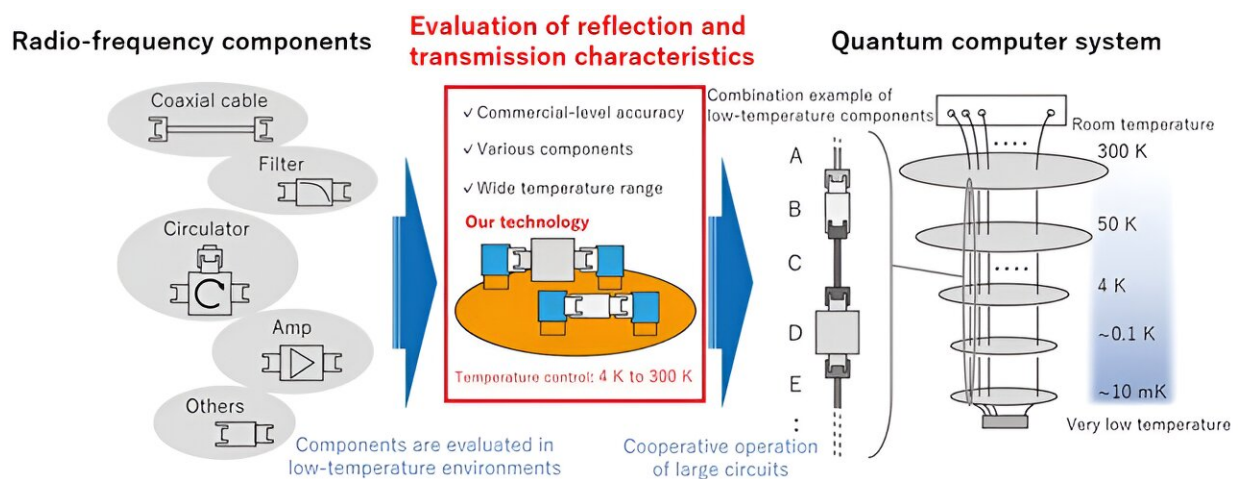 Radio-frequency components
Coaxial cable
Filter
Circulator
Amp
Others
Components are evaluated in
low-temperature environments
Evaluation of reflection and
transmission characteristics
✓ Commercial-level accuracy
✓ Various components
✓ Wide temperature range
Our technology
Temperature control: 4 K to 300 K
Cooperative operation
of large circuits
Quantum computer system
Combination example of
low-temperature components
A
B
C
D
E
:
Room temperature
300 K
50 K
4 K
~0.1 K
~10 mK
Very low temperature